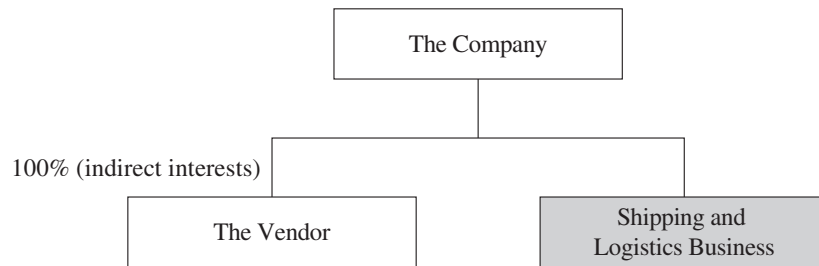 The Company
100% (indirect interests)
The Vendor
Shipping and
Logistics Business